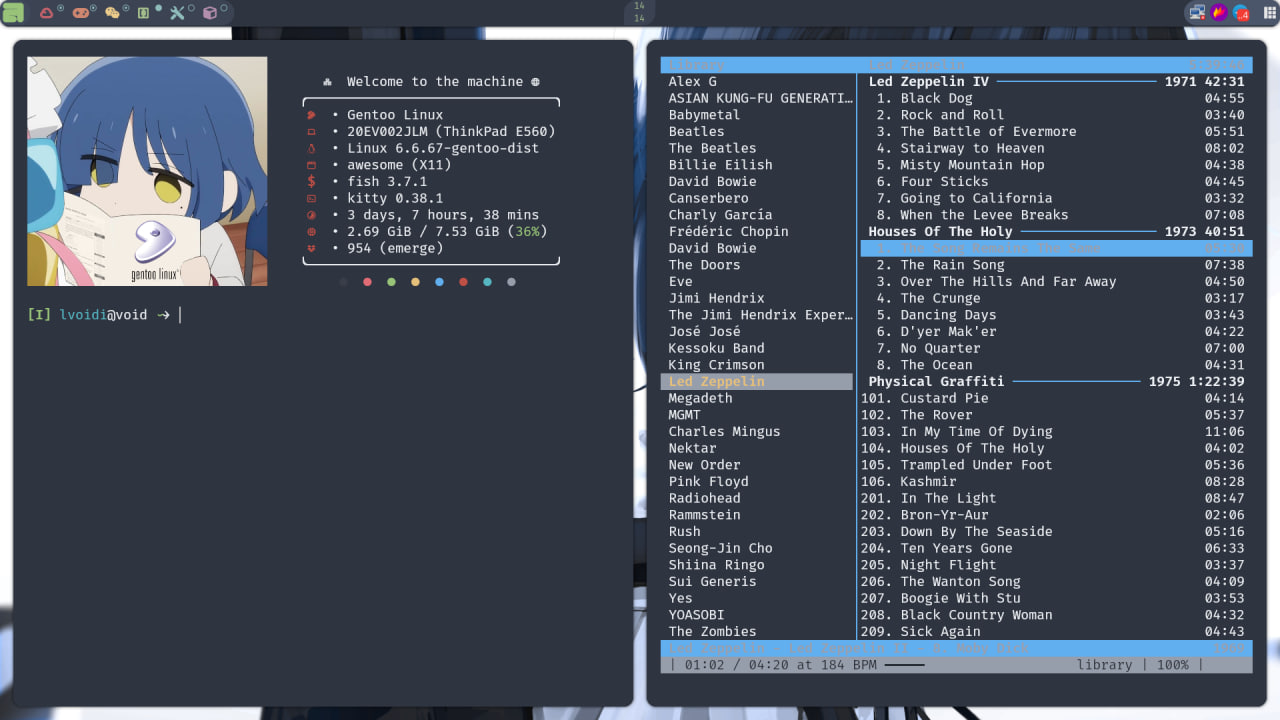 14
14
4
Welcome to the machine
• Gentoo Linux
• 20EV002JLM (ThinkPad E560)
• Linux 6.6.67-gentoo-dist
• awesome (X11)
$ • fish 3.7.1
• kitty 0.38.1
• 3 days, 7 hours, 38 mins
• 2.69 GiB / 7.53 GiB (36%)
• 954 (emerge)
gentoo linux
[I] lvoidi@void ->
Library
Alex G
ASIAN KUNG-FU GENERATI…
Babymetal
Beatles
The Beatles
Billie Eilish
David Bowie
Canserbero
Charly García
Frédéric Chopin
David Bowie
The Doors
Eve
Jimi Hendrix
The Jimi Hendrix Exper…
José José
Kessoku Band
King Crimson
Led Zeppelin
Megadeth
MGMT
Charles Mingus
Nektar
New Order
Pink Floyd
Radiohead
Rammstein
Rush
Seong-Jin Cho
Shiina Ringo
Sui Generis
Yes
YOASOBI
The Zombies
Led Zeppelin
Led Zeppelin IV 1971 42:31
1. Black Dog 04:55
2. Rock and Roll 03:40
3. The Battle of Evermore 05:51
4. Stairway to Heaven 08:02
5. Misty Mountain Hop 04:38
6. Four Sticks 04:45
7. Going to California 03:32
8. When the Levee Breaks 07:08
Houses Of The Holy 1973 40:51
1. The Song Remains The Same
2. The Rain Song 07:38
3. Over The Hills And Far Away 04:50
4. The Crunge 03:17
5. Dancing Days 03:43
6. D'yer Mak'er 04:22
7. No Quarter 07:00
8. The Ocean 04:31
Physical Graffiti 1975 1:22:39
101. Custard Pie 04:14
102. The Rover 05:37
103. In My Time Of Dying 11:06
104. Houses Of The Holy 04:02
105. Trampled Under Foot 05:36
106. Kashmir 08:28
201. In The Light 08:47
202. Bron-Yr-Aur 02:06
203. Down By The Seaside 05:16
204. Ten Years Gone 06:33
205. Night Flight 03:37
206. The Wanton Song 04:09
207. Boogie With Stu 03:53
208. Black Country Woman 04:32
209. Sick Again 04:43
Led Zeppelin - Led Zeppelin II - 8. Moby Dick 1969
| 01:02 / 04:20 at 184 BPM library | 100% |